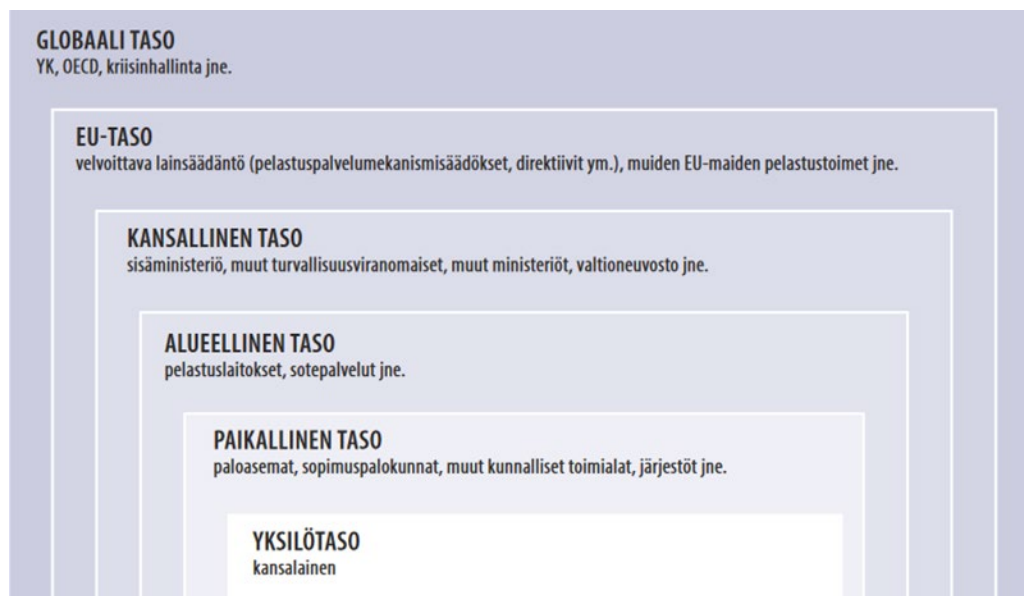 GLOBAALI TASO
YK, OECD, kriisinhallinta jne.
EU-TASO
velvoittava lainsäädäntö (pelastuspalvelumekanismisäädökset, direktiivit ym.), muiden EU-maiden pelastustoimet jne.
KANSALLINEN TASO
sisäministeriö, muut turvallisuusviranomaiset, muut ministeriöt, valtioneuvosto jne.
ALUEELLINEN TASO
pelastuslaitokset, sotepalvelut jne.
PAIKALLINEN TASO
paloasemat, sopimuspalokunnat, muut kunnalliset toimialat, järjestöt jne.
YKSILÖTASO
kansalainen